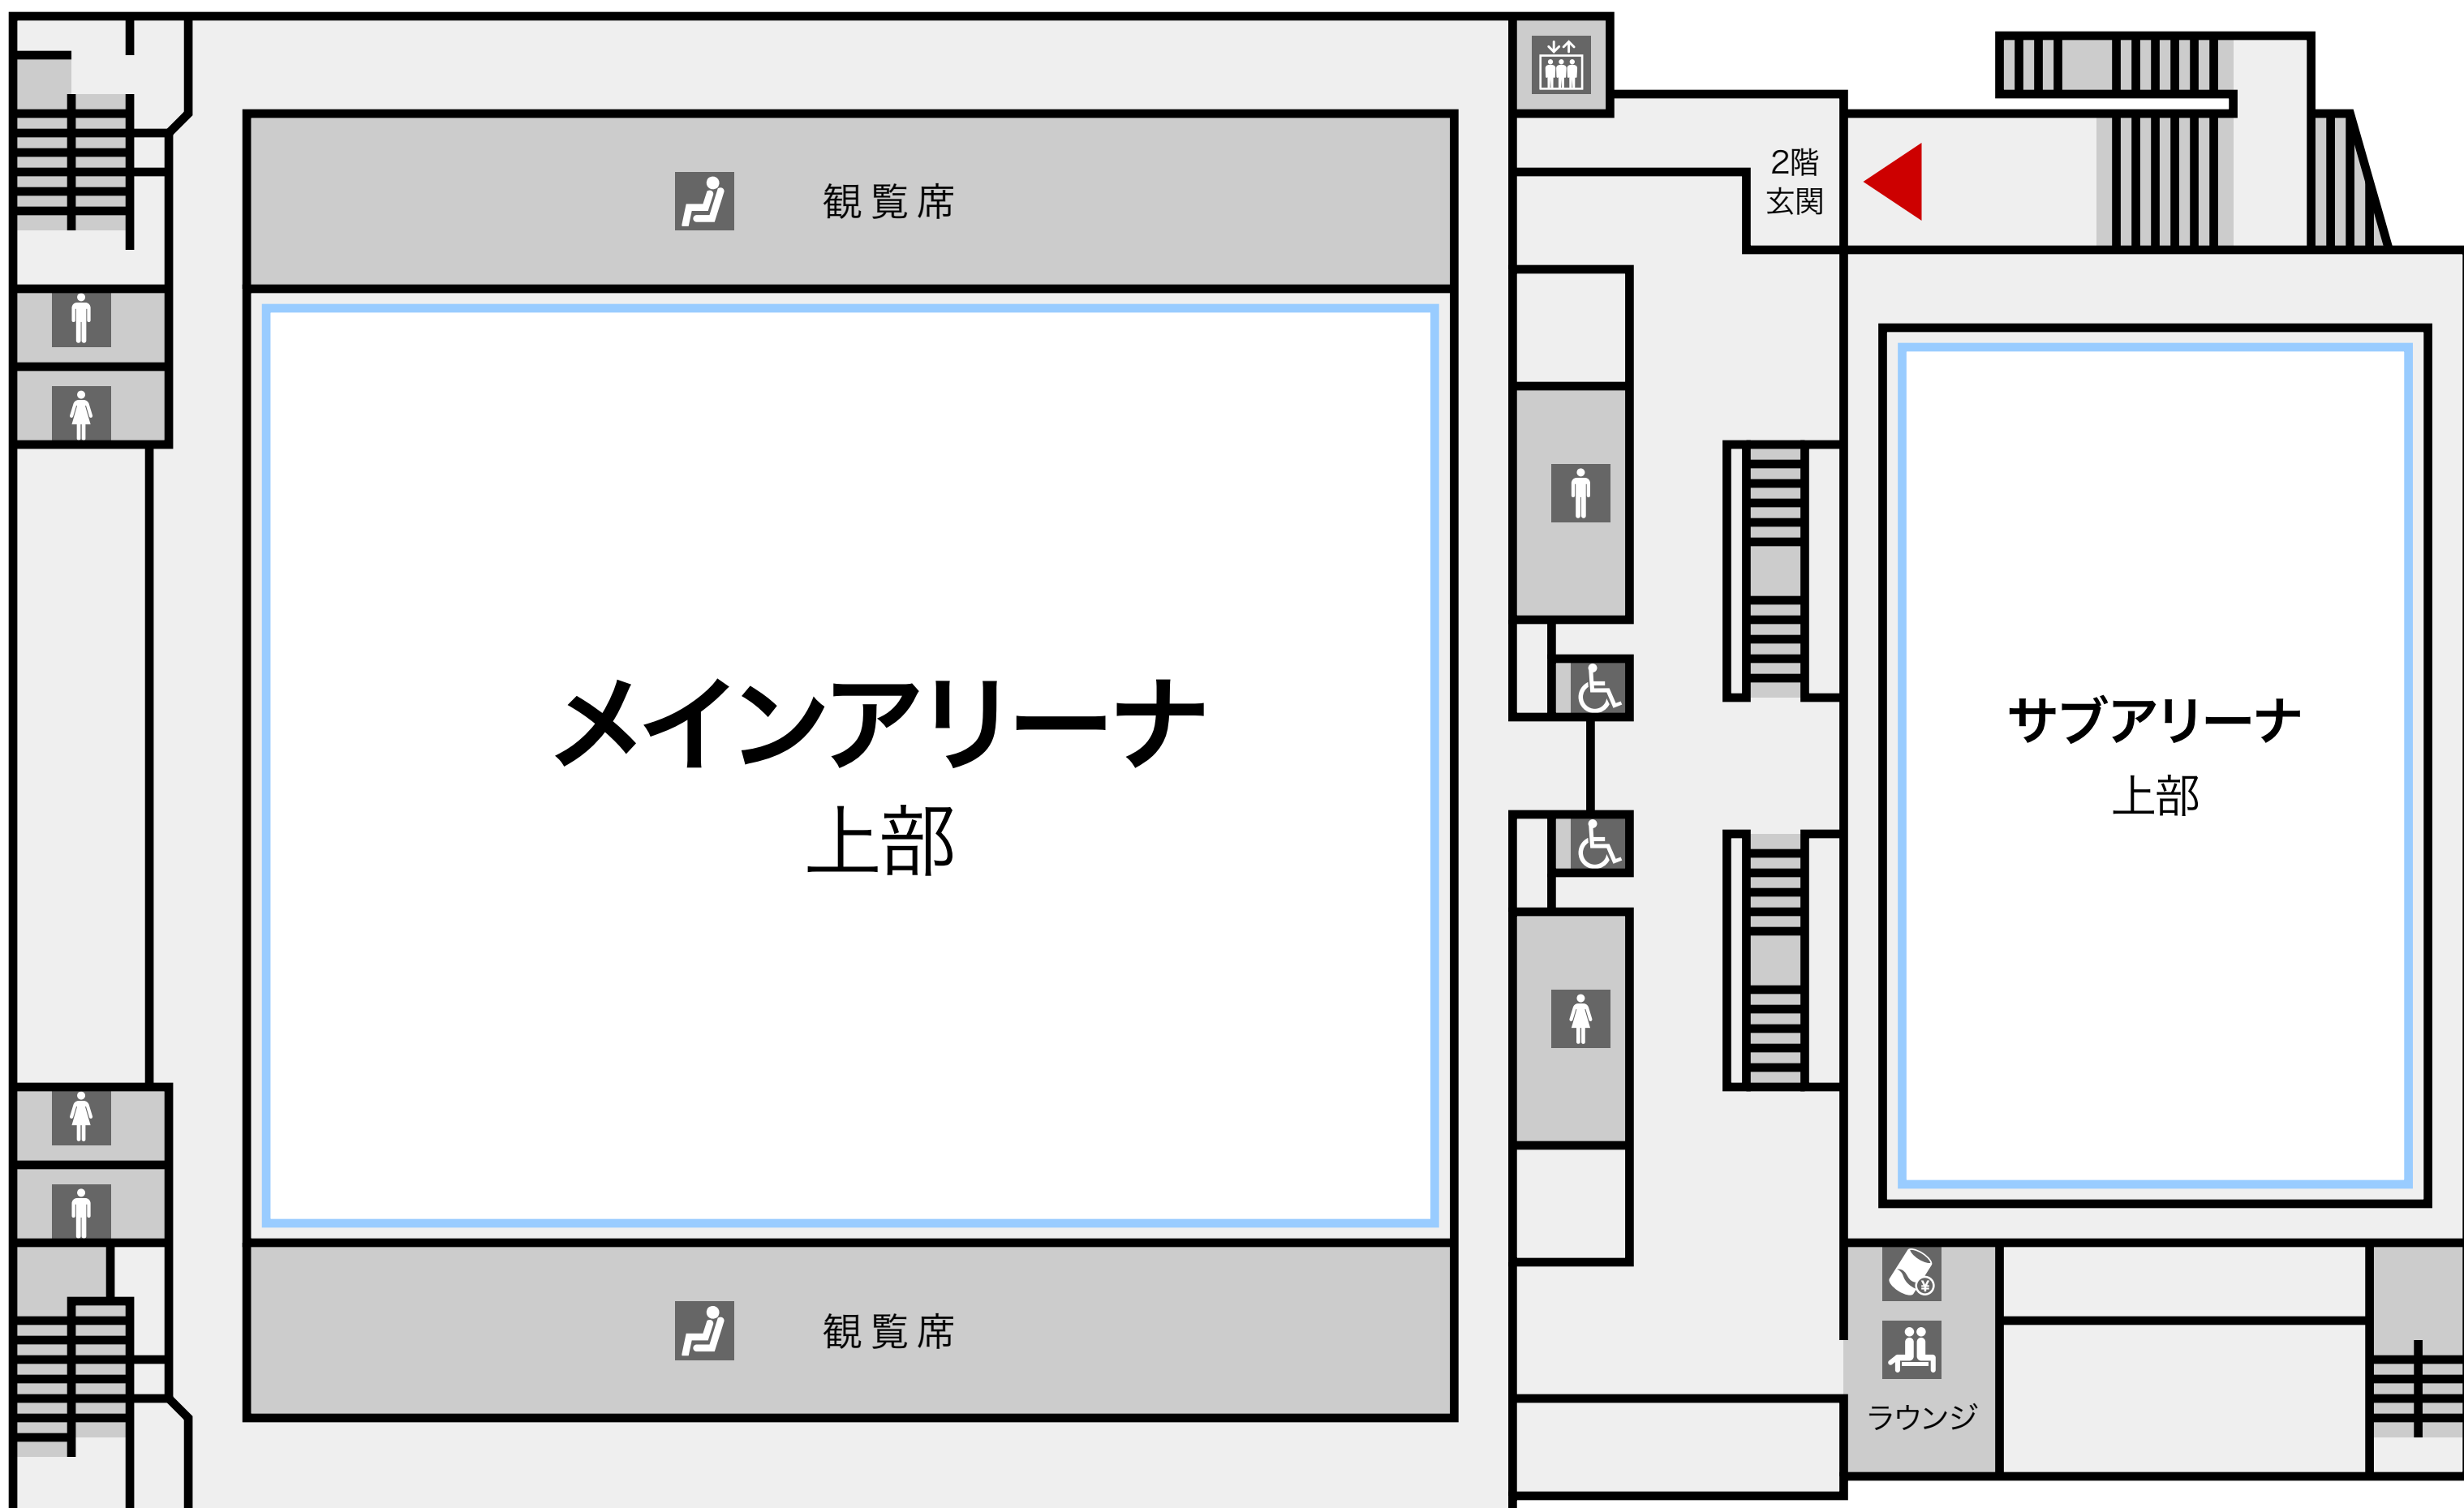 2階
玄関
観覧席
メインアリーナ
上部
サブアリーナ
上部
観覧席
¥
ラウンジ